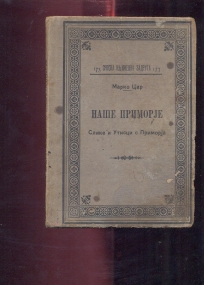 Марко Цар
НАШЕ ПРИМОРЈЕ
Слике и Утисци с Приморја